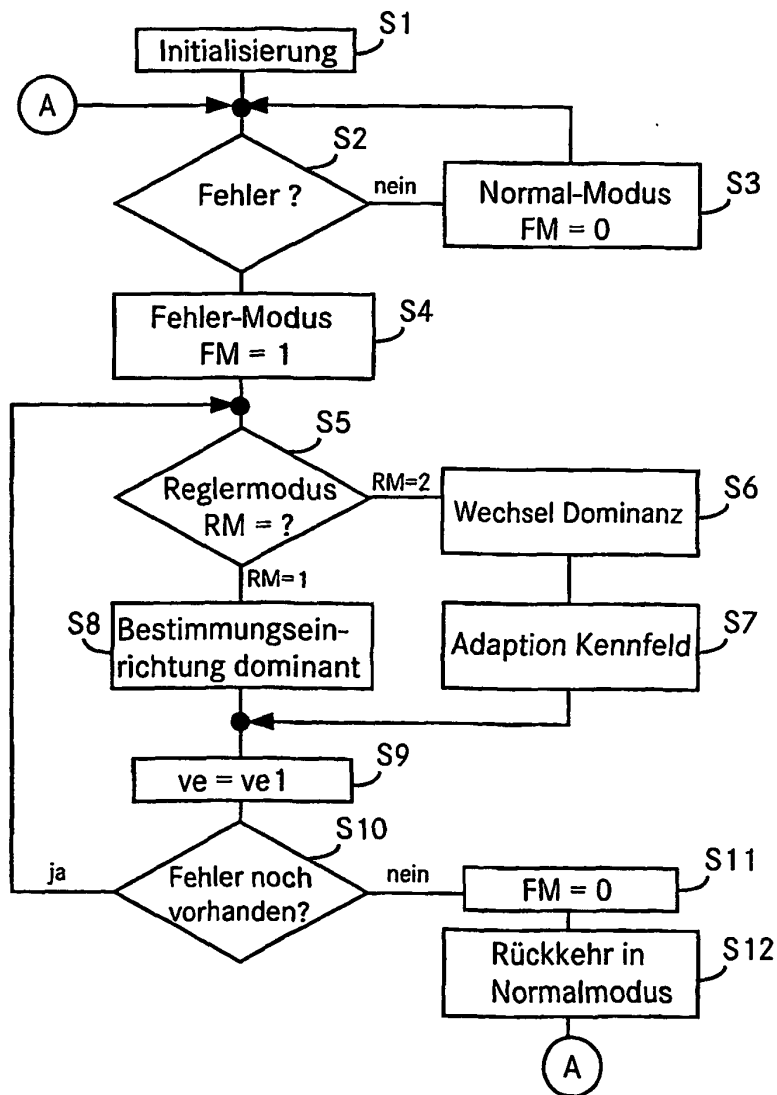 S1
Initialisierung
A
S2
Fehler ?
nein
Normal-Modus
FM = 0
S3
Fehler-Modus
FM = 1
S4
S5
Reglermodus
RM = ?
RM=2
Wechsel Dominanz
S6
RM=1
S8
Bestimmungsein-
richtung dominant
Adaption Kennfeld
S7
ve = ve1
S9
S10
ja
Fehler noch
vorhanden?
nein
FM = 0
S11
Rückkehr in
Normalmodus
S12
A